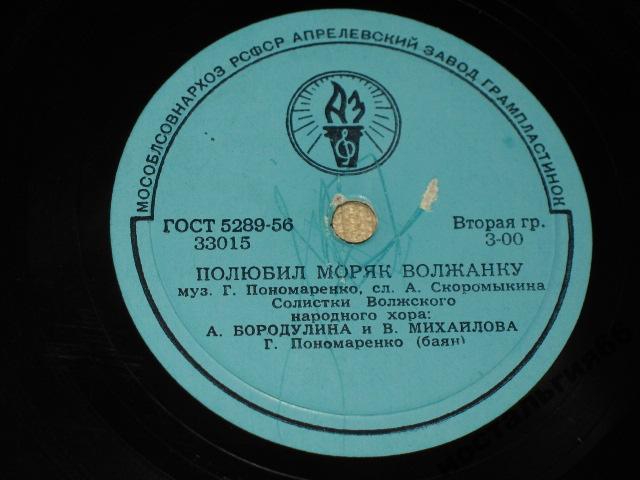 МОСОБЛСОВНАРХОЗ РСФСР АПРЕЛЕВСКИЙ ЗАВОД ГРАМПЛАСТИНОК
АЗ
ГОСТ 5289-56
33015
Вторая гр.
3-00
ПОЛЮБИЛ МОРЯК ВОЛЖАНКУ
муз. Г. Пономаренко, сл. А. Скоромыкина
Солистки Волжского
народного хора:
А. БОРОДУЛИНА и В. МИХАЙЛОВА
Г. Пономаренко (баян)
ностальгия66